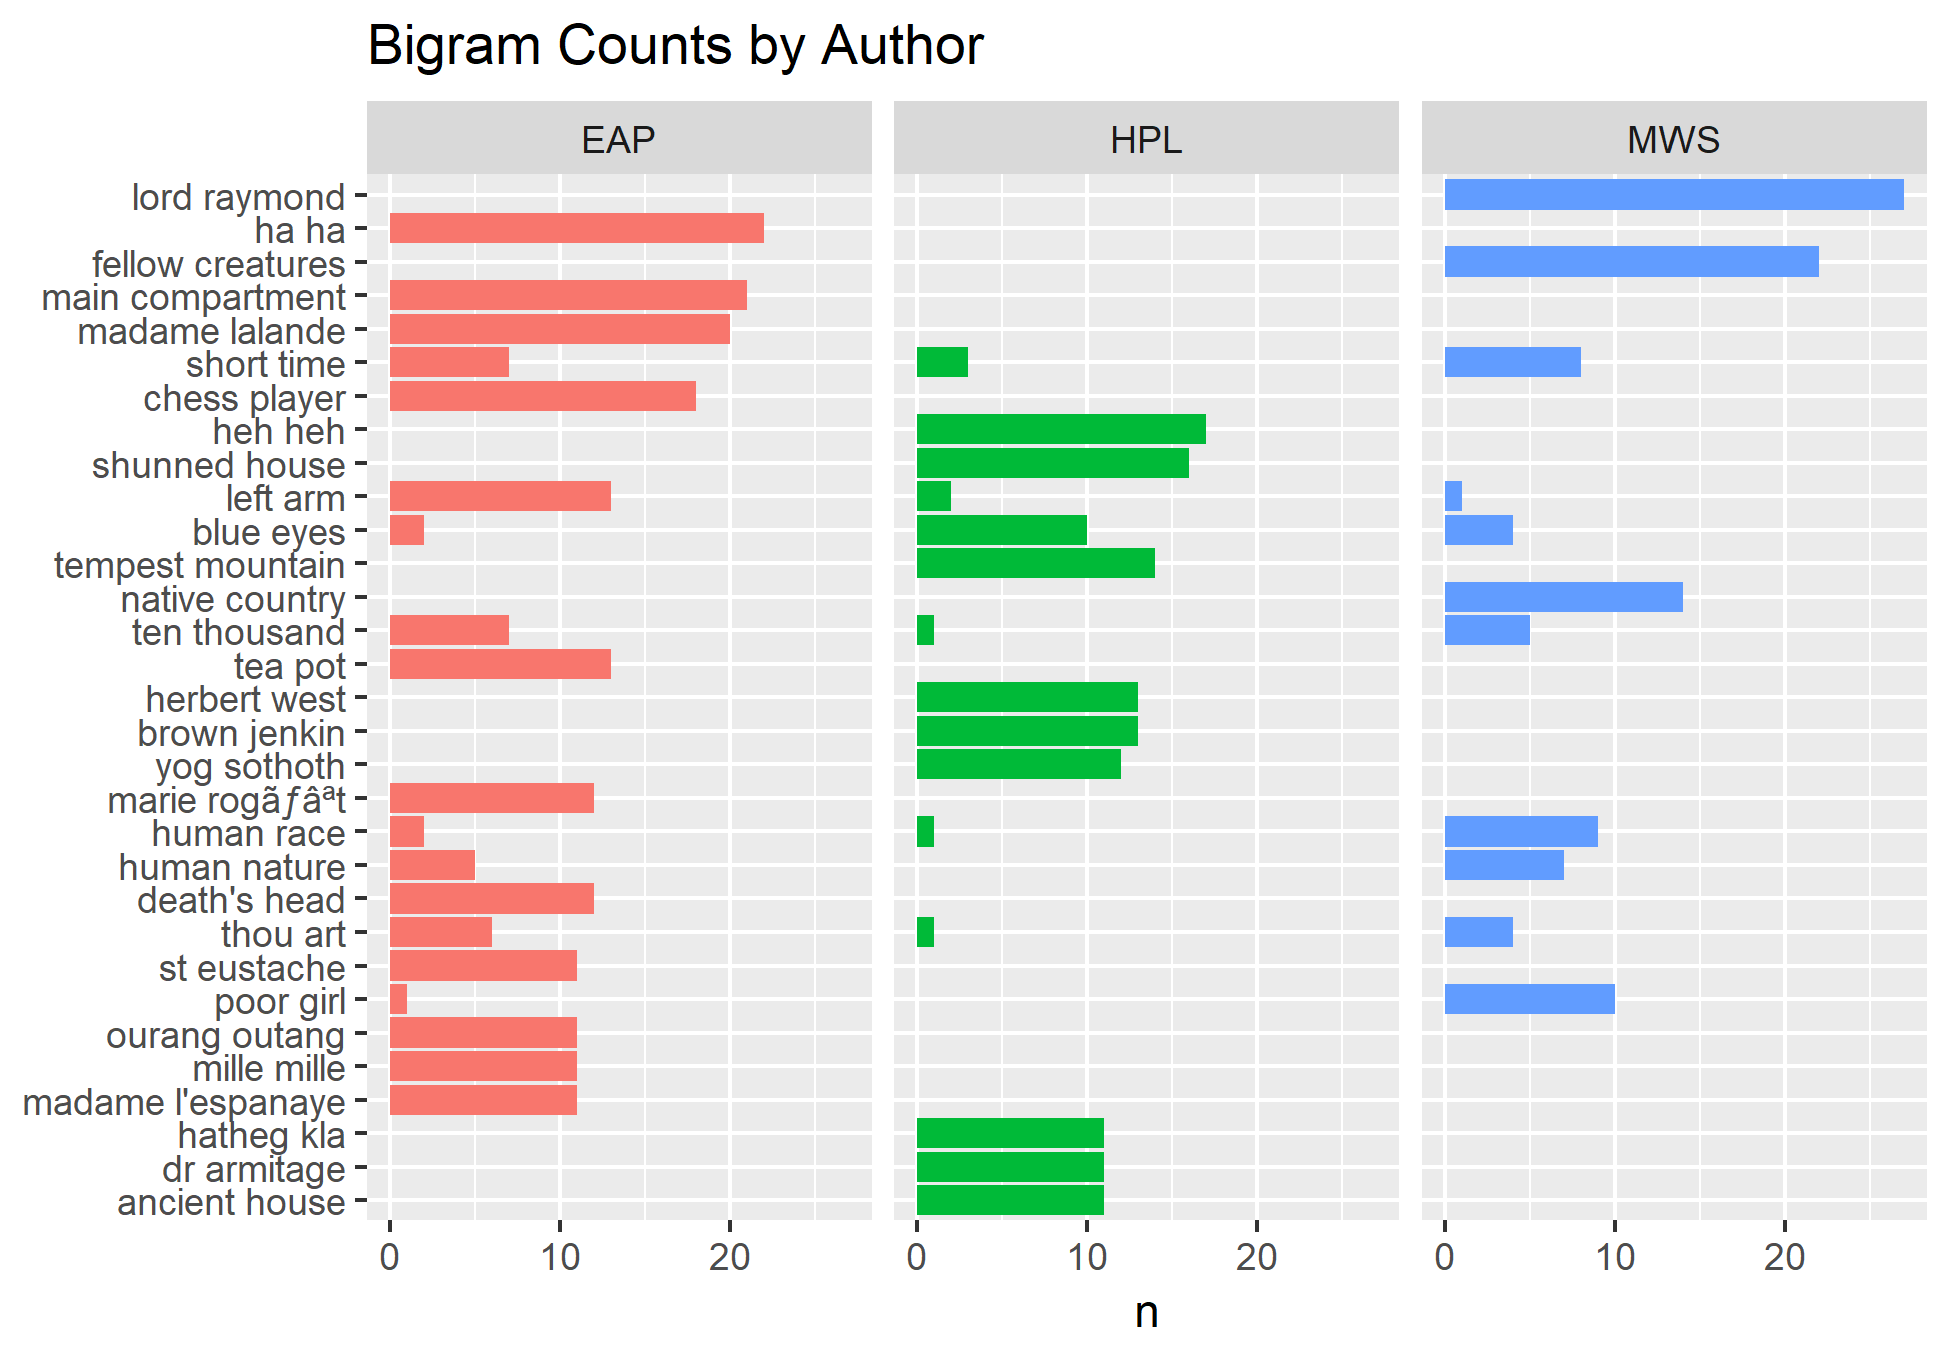 Bigram Counts by Author
EAP
HPL
MWS
lord raymond
ha ha
fellow creatures
main compartment
madame lalande
short time
chess player
heh heh
shunned house
left arm
blue eyes
tempest mountain
native country
ten thousand
tea pot
herbert west
brown jenkin
yog sothoth
marie rogãƒâªt
human race
human nature
death's head
thou art
st eustache
poor girl
ourang outang
mille mille
madame l'espanaye
hatheg kla
dr armitage
ancient house
0 10 20
0 10 20
0 10 20
n